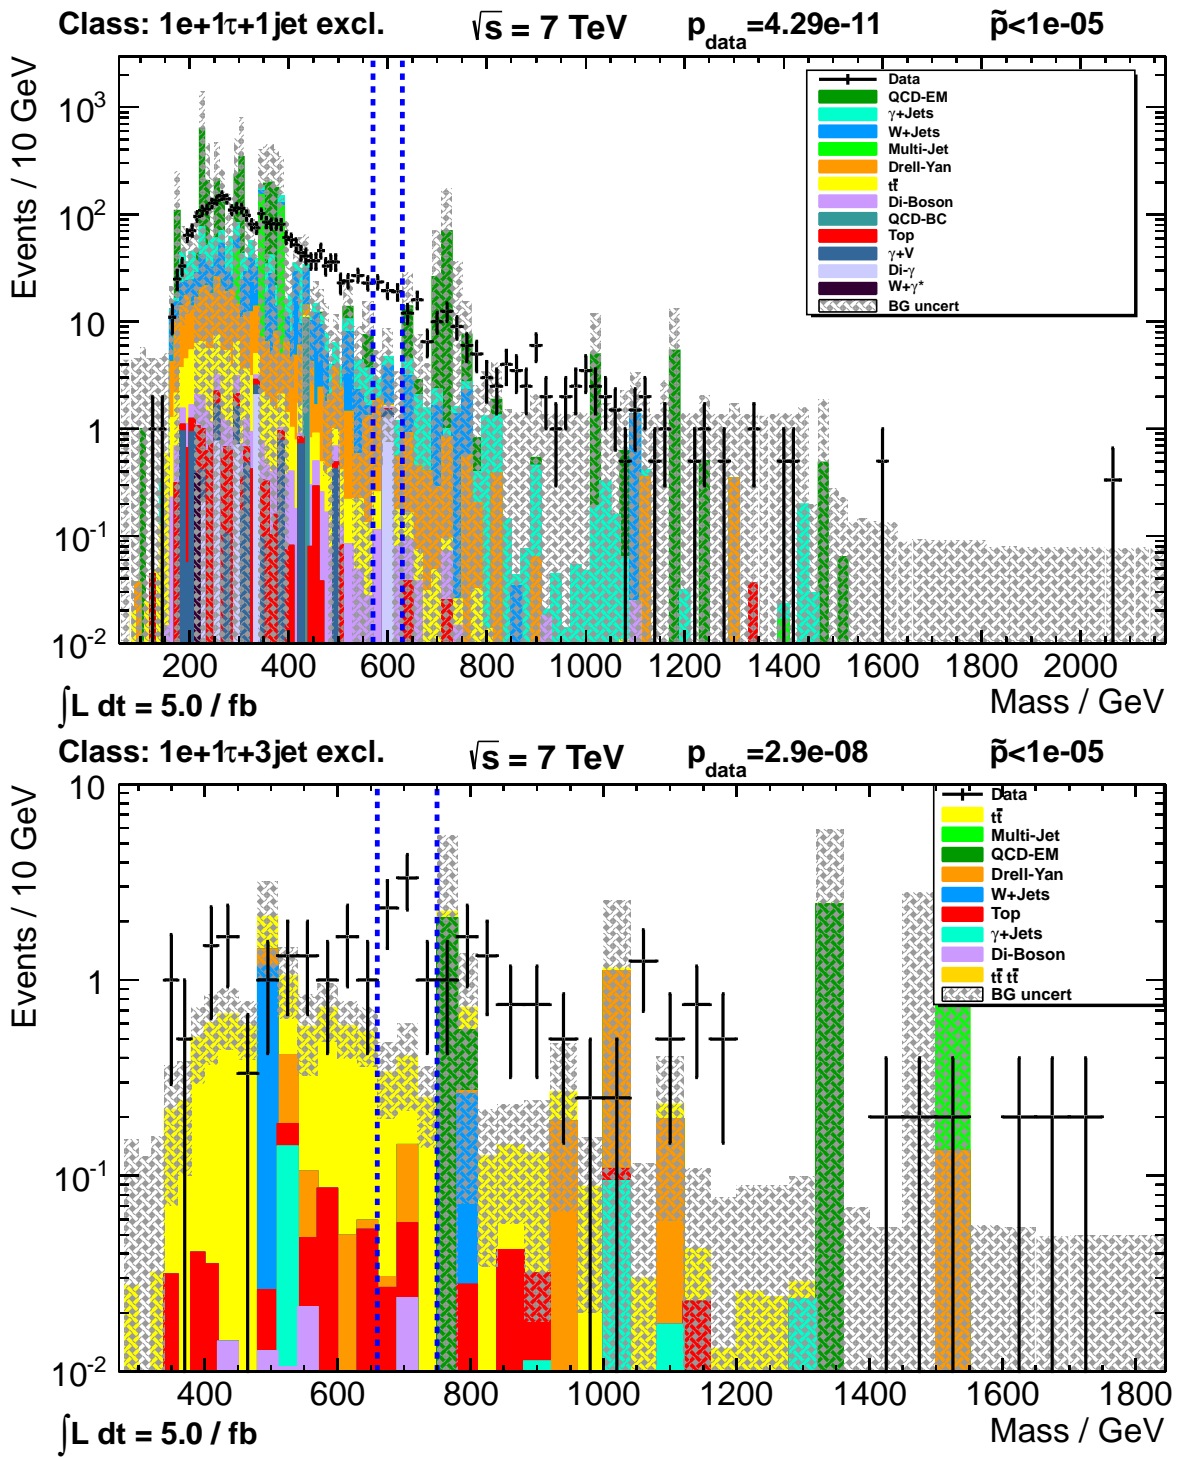 Class: 1e+1τ+1jet excl. √s = 7 TeV p_data=4.29e-11 p̃<1e-05
Events / 10 GeV
10³
10²
10
1
10⁻¹
10⁻²
Data
QCD-EM
γ+Jets
W+Jets
Multi-Jet
Drell-Yan
tt̄
Di-Boson
QCD-BC
Top
γ+V
Di-γ
W+γ*
BG uncert
200 400 600 800 1000 1200 1400 1600 1800 2000
Mass / GeV
∫L dt = 5.0 / fb
Class: 1e+1τ+3jet excl. √s = 7 TeV p_data=2.9e-08 p̃<1e-05
Events / 10 GeV
10
1
10⁻¹
10⁻²
Data
tt̄
Multi-Jet
QCD-EM
Drell-Yan
W+Jets
Top
γ+Jets
Di-Boson
tt̄ tt̄
BG uncert
400 600 800 1000 1200 1400 1600 1800
Mass / GeV
∫L dt = 5.0 / fb